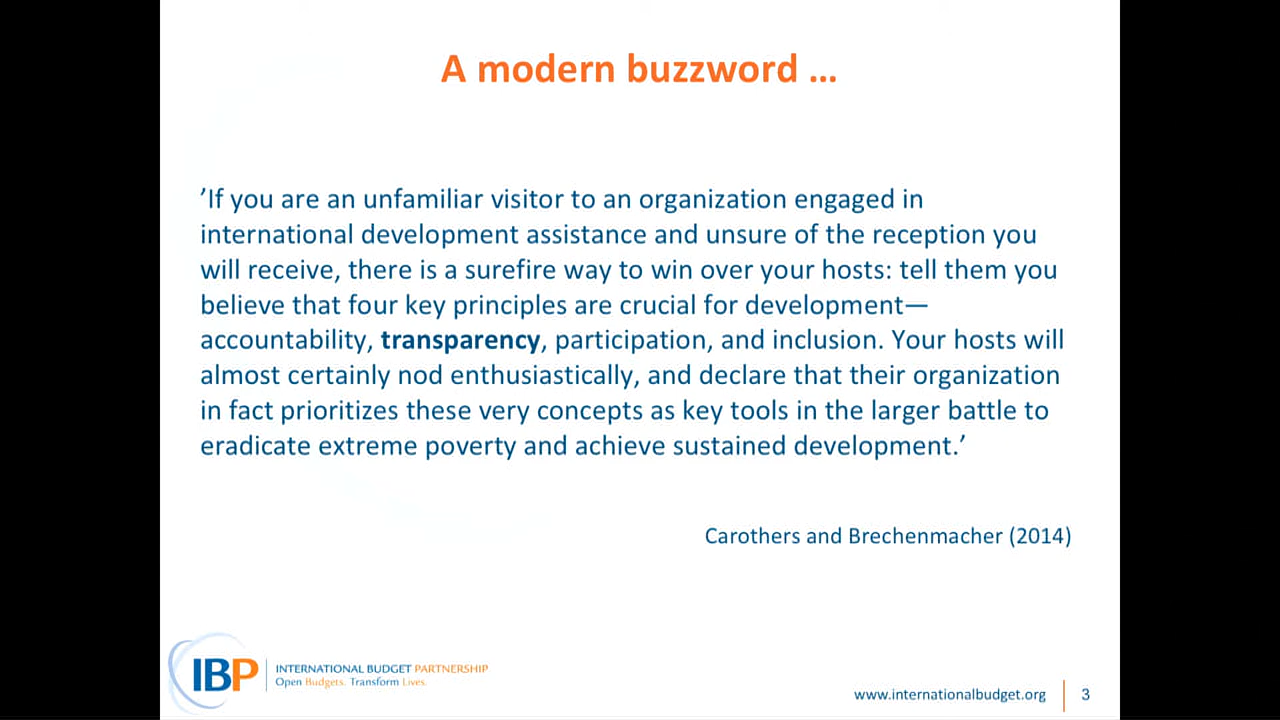 A modern buzzword ...
’If you are an unfamiliar visitor to an organization engaged in
international development assistance and unsure of the reception you
will receive, there is a surefire way to win over your hosts: tell them you
believe that four key principles are crucial for development—
accountability, transparency, participation, and inclusion. Your hosts will
almost certainly nod enthusiastically, and declare that their organization
in fact prioritizes these very concepts as key tools in the larger battle to
eradicate extreme poverty and achieve sustained development.’
Carothers and Brechenmacher (2014)
IBP
INTERNATIONAL BUDGET PARTNERSHIP
Open Budgets. Transform Lives.
www.internationalbudget.org
3